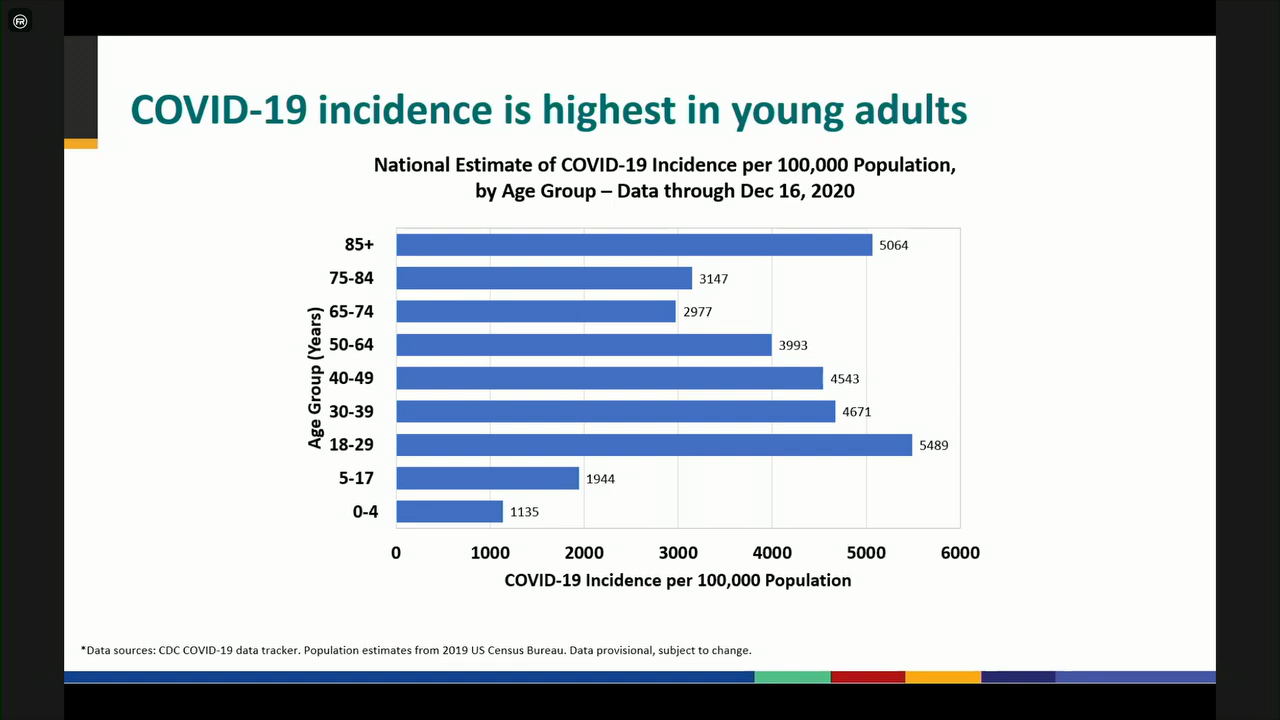 FR
COVID-19 incidence is highest in young adults
National Estimate of COVID-19 Incidence per 100,000 Population,
by Age Group – Data through Dec 16, 2020
Age Group (Years)
85+ 5064
75-84 3147
65-74 2977
50-64 3993
40-49 4543
30-39 4671
18-29 5489
5-17 1944
0-4 1135
0 1000 2000 3000 4000 5000 6000
COVID-19 Incidence per 100,000 Population
*Data sources: CDC COVID-19 data tracker. Population estimates from 2019 US Census Bureau. Data provisional, subject to change.